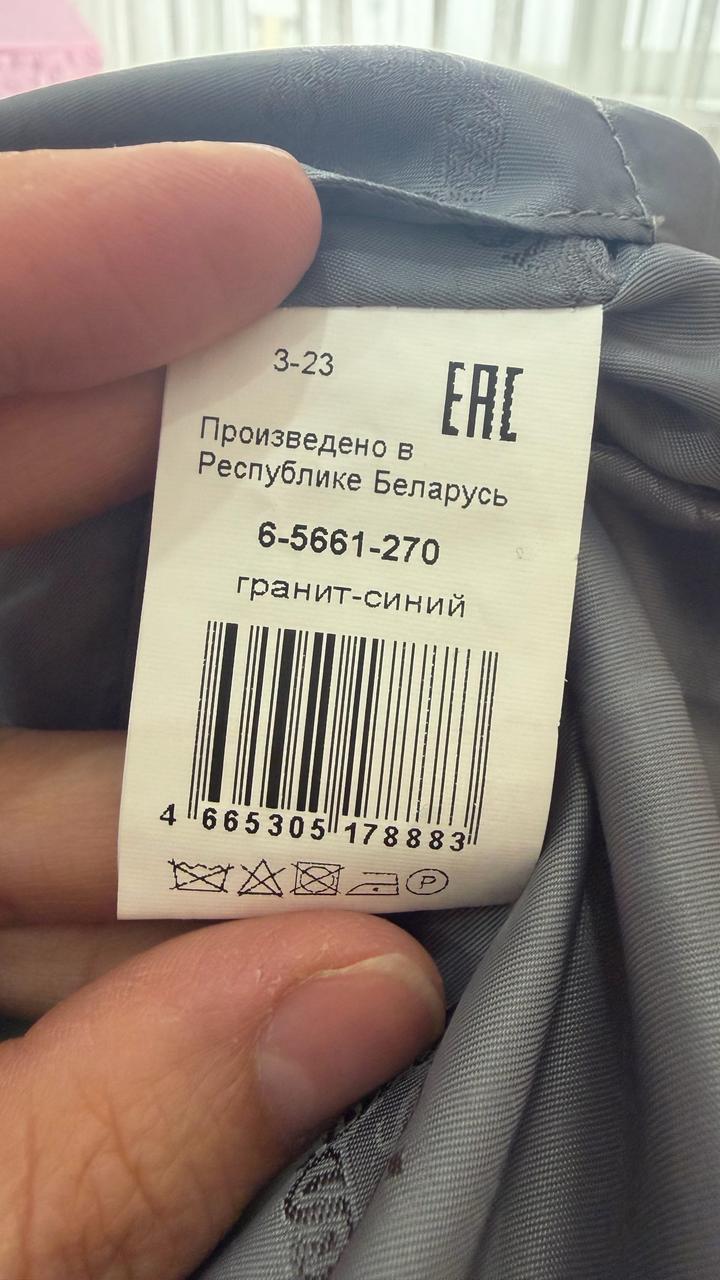 3-23
EAC
Произведено в
Республике Беларусь
6-5661-270
гранит-синий
4 665305 178883
P